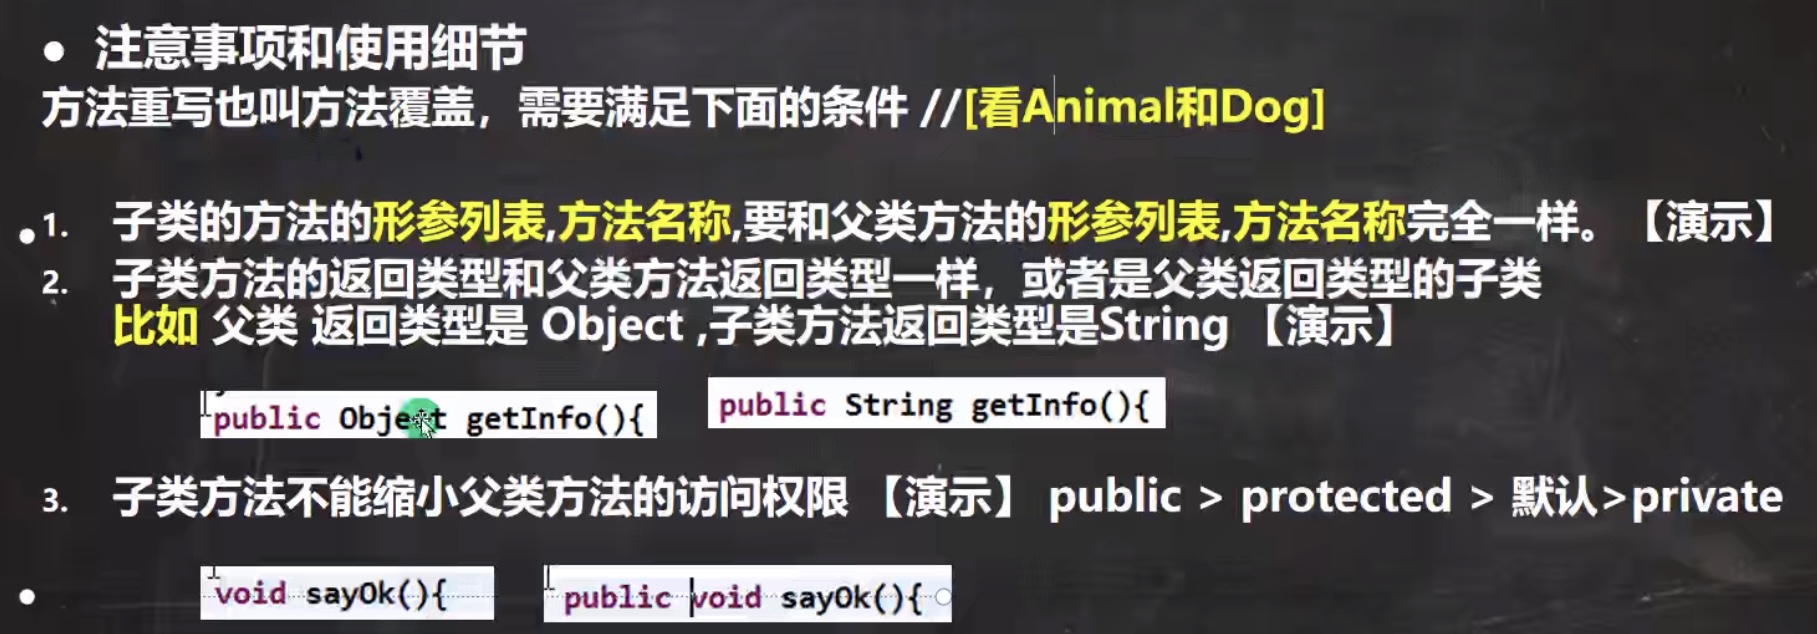 ● 注意事项和使用细节
方法重写也叫方法覆盖，需要满足下面的条件 //[看Animal和Dog]
1. 子类的方法的形参列表,方法名称,要和父类方法的形参列表,方法名称完全一样。【演示】
2. 子类方法的返回类型和父类方法返回类型一样，或者是父类返回类型的子类
比如 父类 返回类型是 Object ,子类方法返回类型是String 【演示】
public Object getInfo(){
public String getInfo(){
3. 子类方法不能缩小父类方法的访问权限 【演示】 public > protected > 默认>private
void sayOk(){
public void sayOk(){